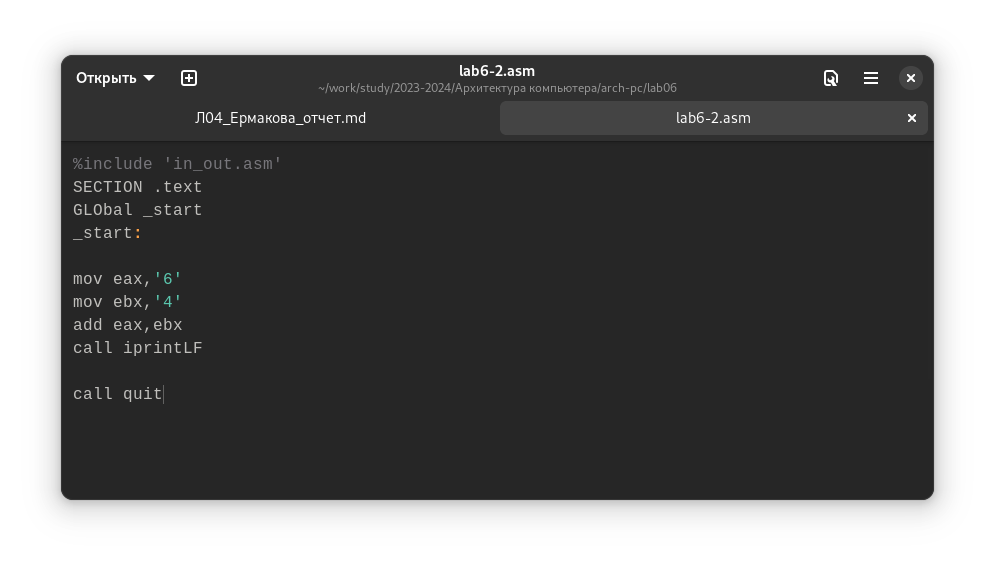 Открыть
lab6-2.asm
~/work/study/2023-2024/Архитектура компьютера/arch-pc/lab06
Л04_Ермакова_отчет.md
lab6-2.asm
%include 'in_out.asm'
SECTION .text
GLObal _start
_start:
mov eax,'6'
mov ebx,'4'
add eax,ebx
call iprintLF
call quit